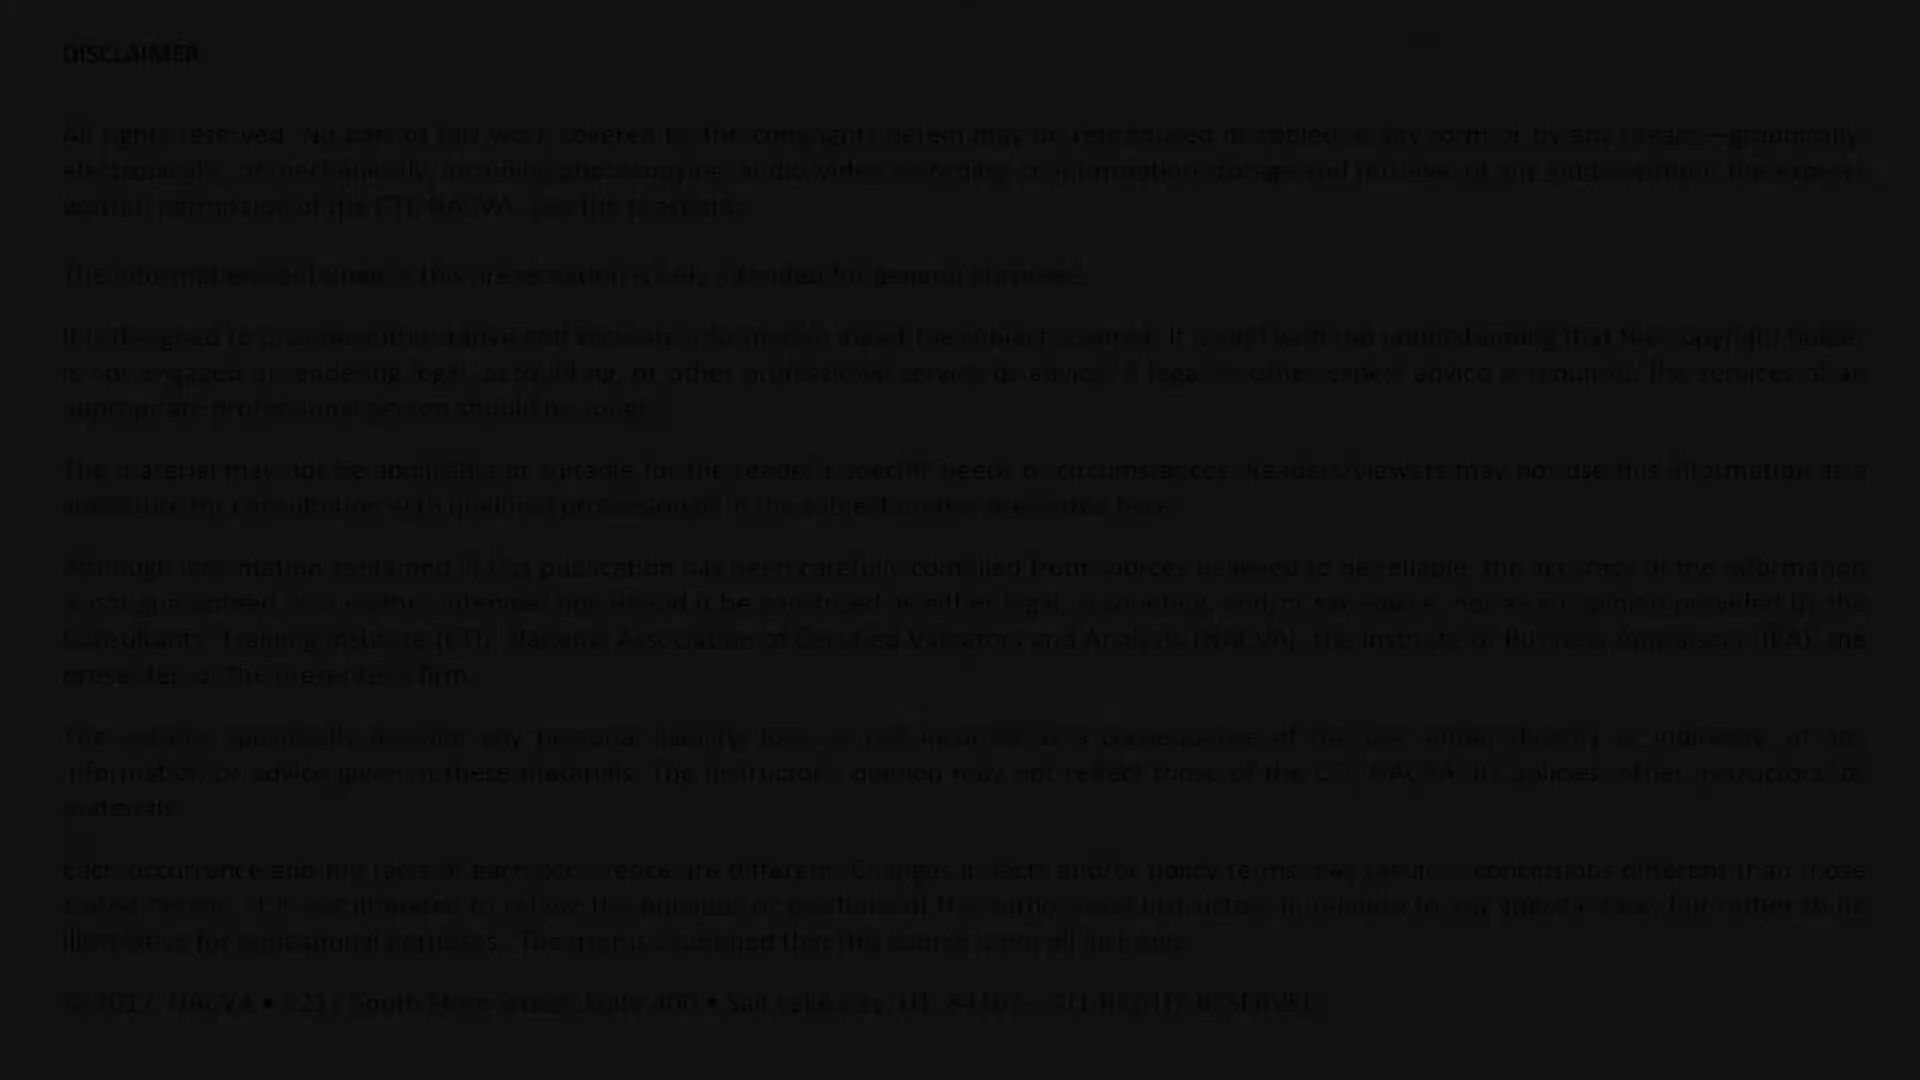 DISCLAIMER
All rights reserved. No part of this work covered by the copyrights herein may be reproduced or copied in any form or by any means—graphically,
electronically, or mechanically, including photocopying, audio/video recording, or information storage and retrieval of any kind—without the express
written permission of the CTI, NACVA, and the presenter.
The information contained in this presentation is only intended for general purposes.
It is designed to provide authoritative and accurate information about the subject covered. It is sold with the understanding that the copyright holder
is not engaged in rendering legal, accounting, or other professional service or advice. If legal or other expert advice is required, the services of an
appropriate professional person should be sought.
The material may not be applicable or suitable for the reader's specific needs or circumstances. Readers/viewers may not use this information as a
substitute for consultation with qualified professionals in the subject matter presented here.
Although information contained in this publication has been carefully compiled from sources believed to be reliable, the accuracy of the information
is not guaranteed. It is neither intended nor should it be construed as either legal, accounting, and/or tax advice, nor as an opinion provided by the
Consultants' Training Institute (CTI), National Association of Certified Valuators and Analysts (NACVA), the Institute of Business Appraisers (IBA), the
presenter, or the presenter's firm.
The authors specifically disclaim any personal liability, loss, or risk incurred as a consequence of the use, either directly or indirectly, of any
information or advice given in these materials. The instructor's opinion may not reflect those of the CTI, NACVA, its policies, other instructors, or
materials.
Each occurrence and the facts of each occurrence are different. Changes in facts and/or policy terms may result in conclusions different than those
stated herein. It is not intended to reflect the opinions or positions of the authors and instructors in relation to any specific case, but, rather, to be
illustrative for educational purposes. The user is cautioned that this course is not all inclusive.
© 2017 NACVA • South State Street, Suite 400 • Salt Lake City, UT ALL RIGHTS RESERVED